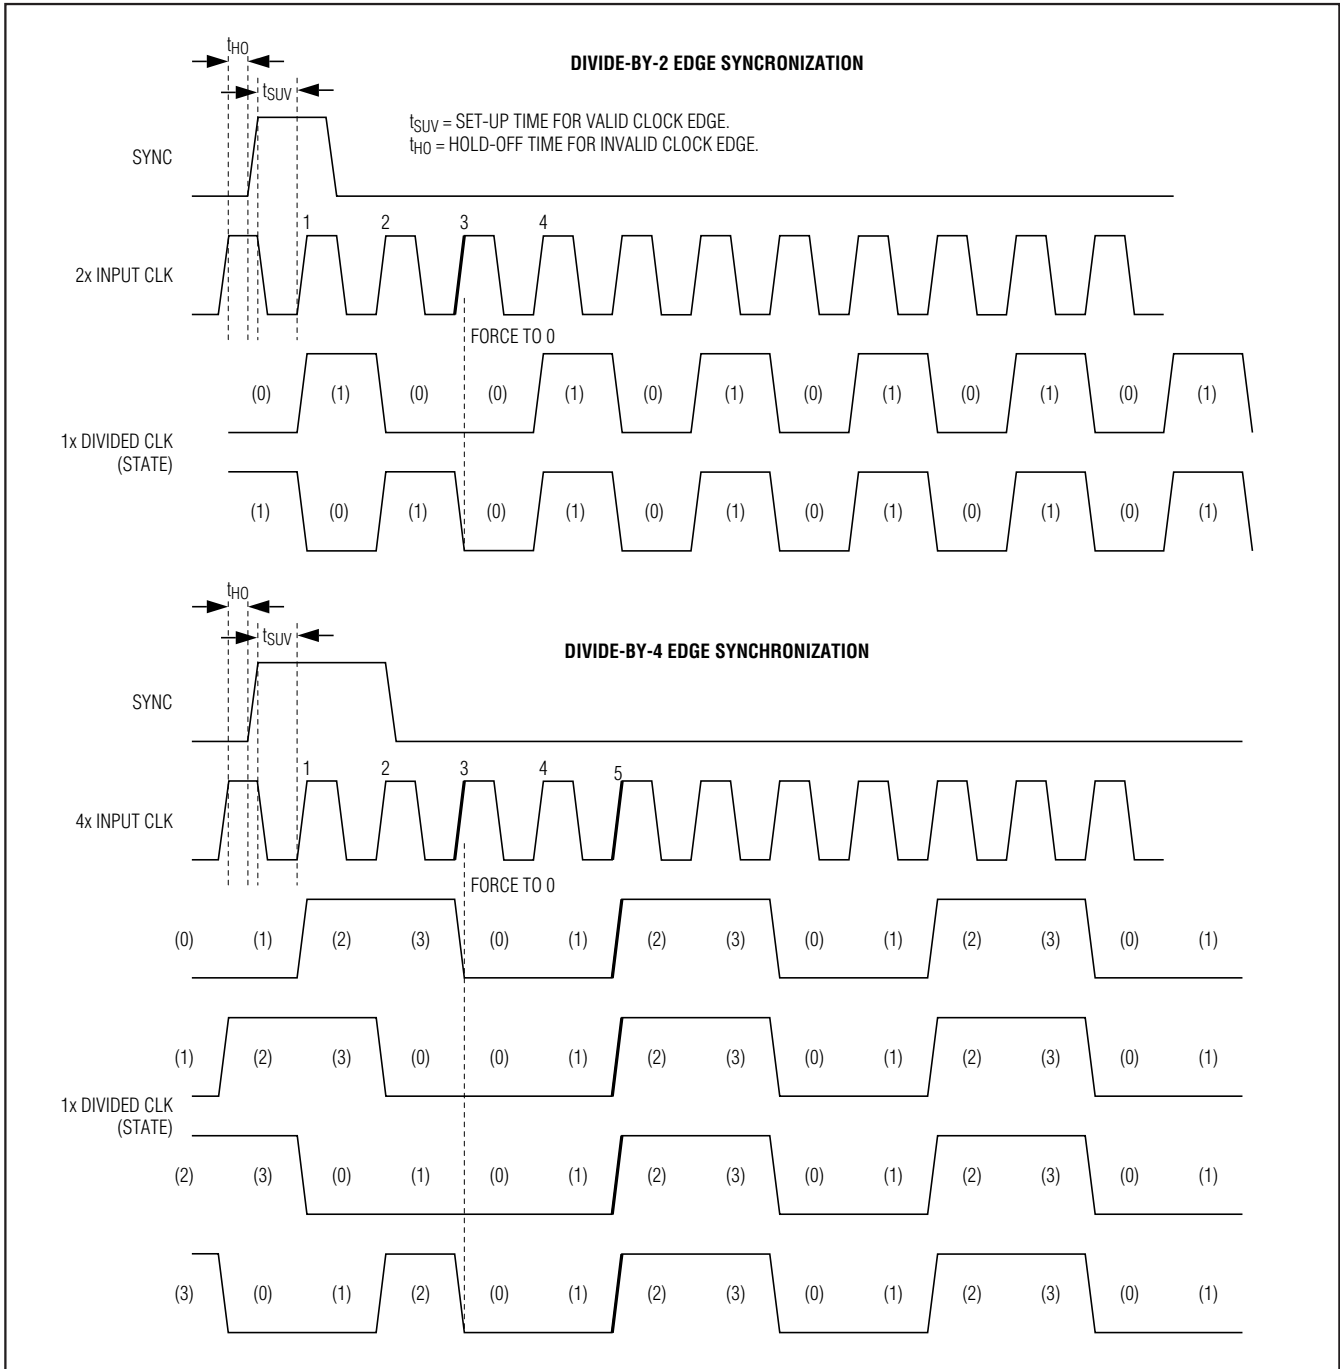 tHO
DIVIDE-BY-2 EDGE SYNCRONIZATION
tSUV
tSUV = SET-UP TIME FOR VALID CLOCK EDGE.
tHO = HOLD-OFF TIME FOR INVALID CLOCK EDGE.
SYNC
1 2 3 4
2x INPUT CLK
FORCE TO 0
(0) (1) (0) (0) (1) (0) (1) (0) (1) (0) (1) (0) (1)
1x DIVIDED CLK
(STATE)
(1) (0) (1) (0) (1) (0) (1) (0) (1) (0) (1) (0) (1)
tHO
tSUV
DIVIDE-BY-4 EDGE SYNCHRONIZATION
SYNC
1 2 3 4 5
4x INPUT CLK
FORCE TO 0
(0) (1) (2) (3) (0) (1) (2) (3) (0) (1) (2) (3) (0) (1)
(1) (2) (3) (0) (0) (1) (2) (3) (0) (1) (2) (3) (0) (1)
1x DIVIDED CLK
(STATE)
(2) (3) (0) (1) (0) (1) (2) (3) (0) (1) (2) (3) (0) (1)
(3) (0) (1) (2) (0) (1) (2) (3) (0) (1) (2) (3) (0) (1)